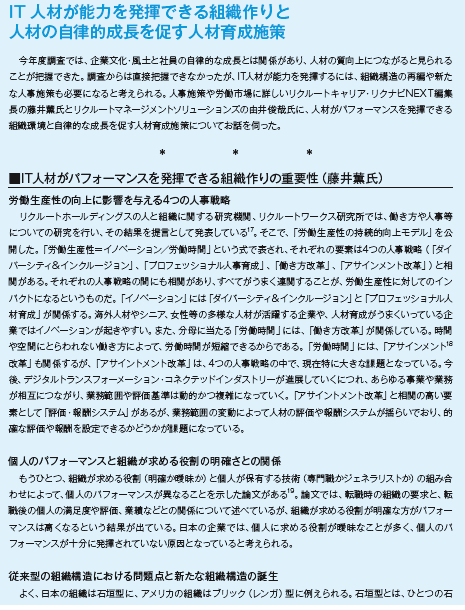 IT 人材が能力を発揮できる組織作りと
人材の自律的成長を促す人材育成施策
今年度調査では、企業文化・風土と社員の自律的な成長とは関係があり、人材の質向上につながると見られる
ことが把握できた。調査からは直接把握できなかったが、IT人材が能力を発揮するには、組織構造の再編や新た
な人事施策も必要になると考えられる。人事施策や労働市場に詳しいリクルートキャリア・リクナビNEXT編集
長の藤井薫氏とリクルートマネージメントソリューションズの由井俊哉氏に、人材がパフォーマンスを発揮できる
組織環境と自律的な成長を促す人材育成施策についてお話を伺った。
＊ ＊ ＊
■IT人材がパフォーマンスを発揮できる組織作りの重要性（藤井薫氏）
労働生産性の向上に影響を与える4つの人事戦略
リクルートホールディングスの人と組織に関する研究機関、リクルートワークス研究所では、働き方や人事等
についての研究を行い、その結果を提言として発表している17。そこで、「労働生産性の持続的向上モデル」を公
開した。「労働生産性＝イノベーション／労働時間」という式で表され、それぞれの要素は4つの人事戦略（「ダイ
バーシティ&インクルージョン」、「プロフェッショナル人事育成」、「働き方改革」、「アサインメント改革」）と相
関がある。それぞれの人事戦略の間にも相関があり、すべてがうまく連関することが、労働生産性に対してのイン
パクトになるというものだ。「イノベーション」には「ダイバーシティ&インクルージョン」と「プロフェッショナル人
材育成」が関係する。海外人材やシニア、女性等の多様な人材が活躍する企業や、人材育成がうまくいっている企
業ではイノベーションが起きやすい。また、分母に当たる「労働時間」には、「働き方改革」が関係している。時間
や空間にとらわれない働き方によって、労働時間が短縮できるからである。「労働時間」には、「アサインメント18
改革」も関係するが、「アサイントメント改革」は、4つの人事戦略の中で、現在特に大きな課題となっている。今
後、デジタルトランスフォーメーション・コネクテッドインダストリーが進展していくにつれ、あらゆる事業や業務
が相互につながり、業務範囲や評価基準は動的かつ複雑になっていく。「アサイントメント改革」と相関の高い要
素として「評価・報酬システム」があるが、業務範囲の変動によって人材の評価や報酬システムが揺らいでおり、的
確な評価や報酬を設定できるかどうかが課題になっている。
個人のパフォーマンスと組織が求める役割の明確さとの関係
もうひとつ、組織が求める役割（明確か曖昧か）と個人が保有する技術（専門職かジェネラリストか）の組み合
わせによって、個人のパフォーマンスが異なることを示した論文がある19。論文では、転職時の組織の要求と、転
職後の個人の満足度や評価、業績などとの関係について述べているが、組織が求める役割が明確な方がパフォー
マンスは高くなるという結果が出ている。日本の企業では、個人に求める役割が曖昧なことが多く、個人のパ
フォーマンスが十分に発揮されていない原因となっていると考えられる。
従来型の組織構造における問題点と新たな組織構造の誕生
よく、日本の組織は石垣型に、アメリカの組織はブリック（レンガ）型に例えられる。石垣型とは、ひとつの石